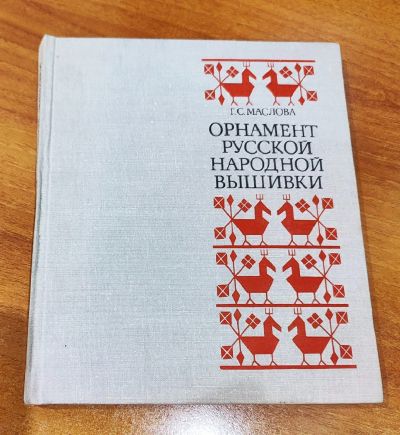 Г.С. МАСЛОВА
ОРНАМЕНТ
РУССКОЙ
НАРОДНОЙ
ВЫШИВКИ